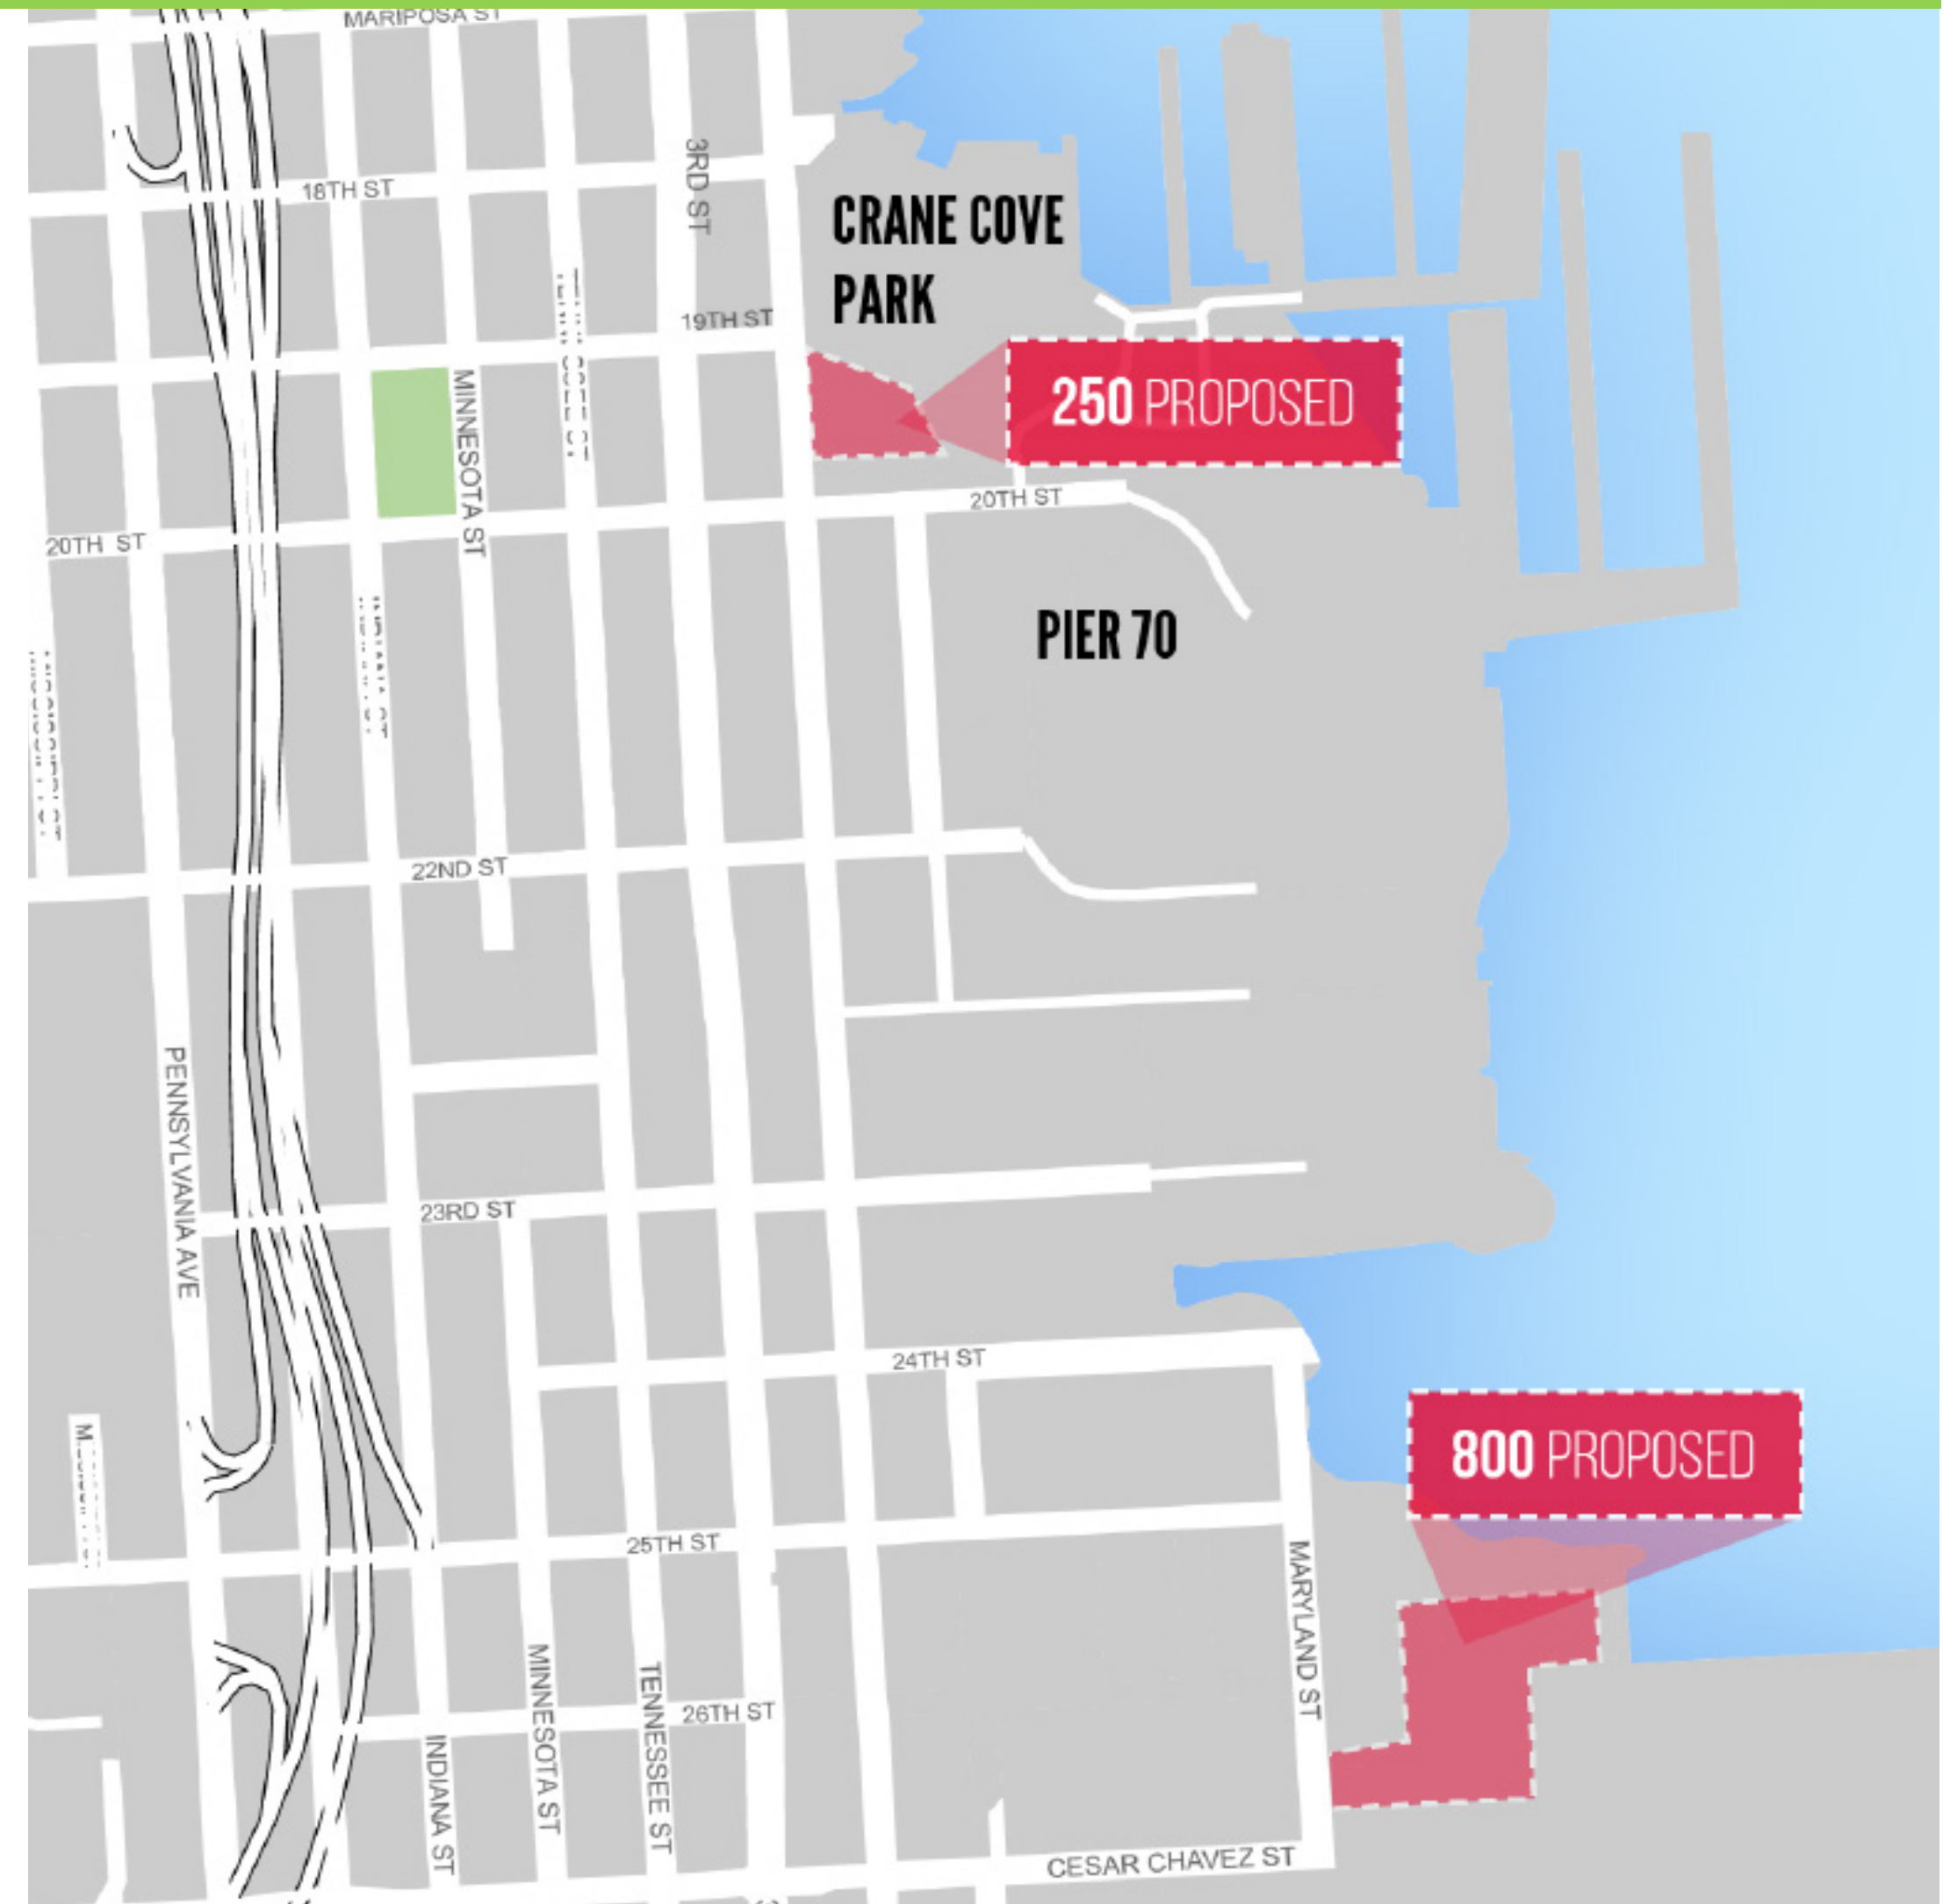 MARIPOSA ST
3RD ST
18TH ST
CRANE COVE
PARK
19TH ST
250 PROPOSED
MINNESOTA ST
20TH ST
20TH ST
PIER 70
22ND ST
PENNSYLVANIA AVE
23RD ST
24TH ST
800 PROPOSED
25TH ST
MARYLAND ST
MINNESOTA ST
TENNESSEE ST
26TH ST
INDIANA ST
CESAR CHAVEZ ST